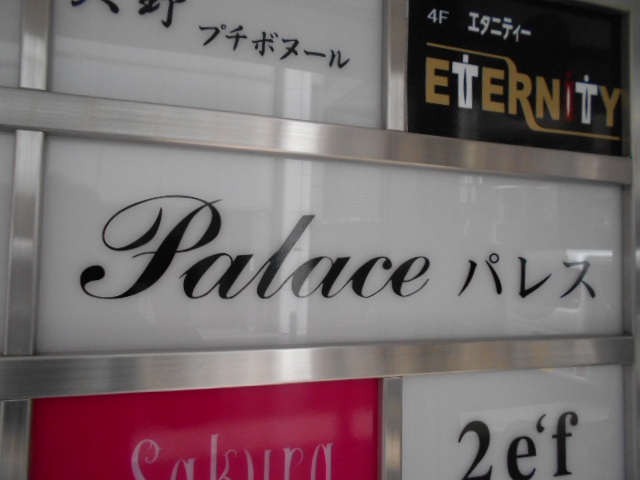 プチボヌール
4F エタニティー
ETERNiTY
Palace パレス
Sakura
2e'f